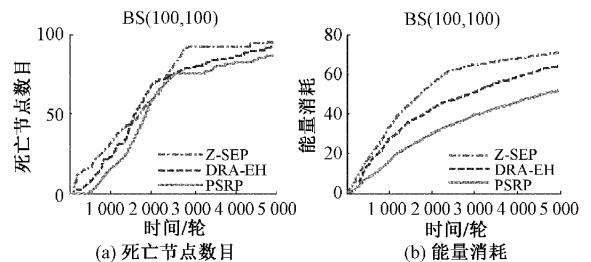 BS(100,100)
死亡节点数目
100
50
0
Z-SEP
DRA-EH
PSRP
1 000 2 000 3 000 4 000 5 000
时间/轮
(a) 死亡节点数目
BS(100,100)
能量消耗
80
60
40
20
0
Z-SEP
DRA-EH
PSRP
1 000 2 000 3 000 4 000 5 000
时间/轮
(b) 能量消耗